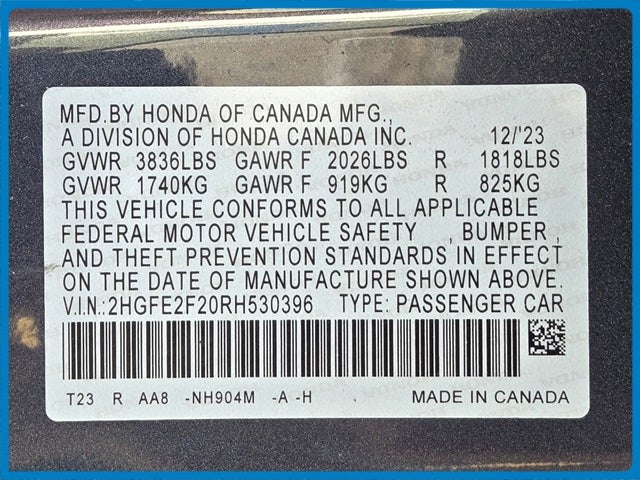 MFD.BY HONDA OF CANADA MFG.,
A DIVISION OF HONDA CANADA INC. 12/'23
GVWR 3836LBS GAWR F 2026LBS R 1818LBS
GVWR 1740KG GAWR F 919KG R 825KG
THIS VEHICLE CONFORMS TO ALL APPLICABLE
FEDERAL MOTOR VEHICLE SAFETY , BUMPER ,
AND THEFT PREVENTION STANDARDS IN EFFECT
ON THE DATE OF MANUFACTURE SHOWN ABOVE.
V.I.N.:2HGFE2F20RH530396 TYPE: PASSENGER CAR
T23 R AA8 -NH904M -A -H MADE IN CANADA